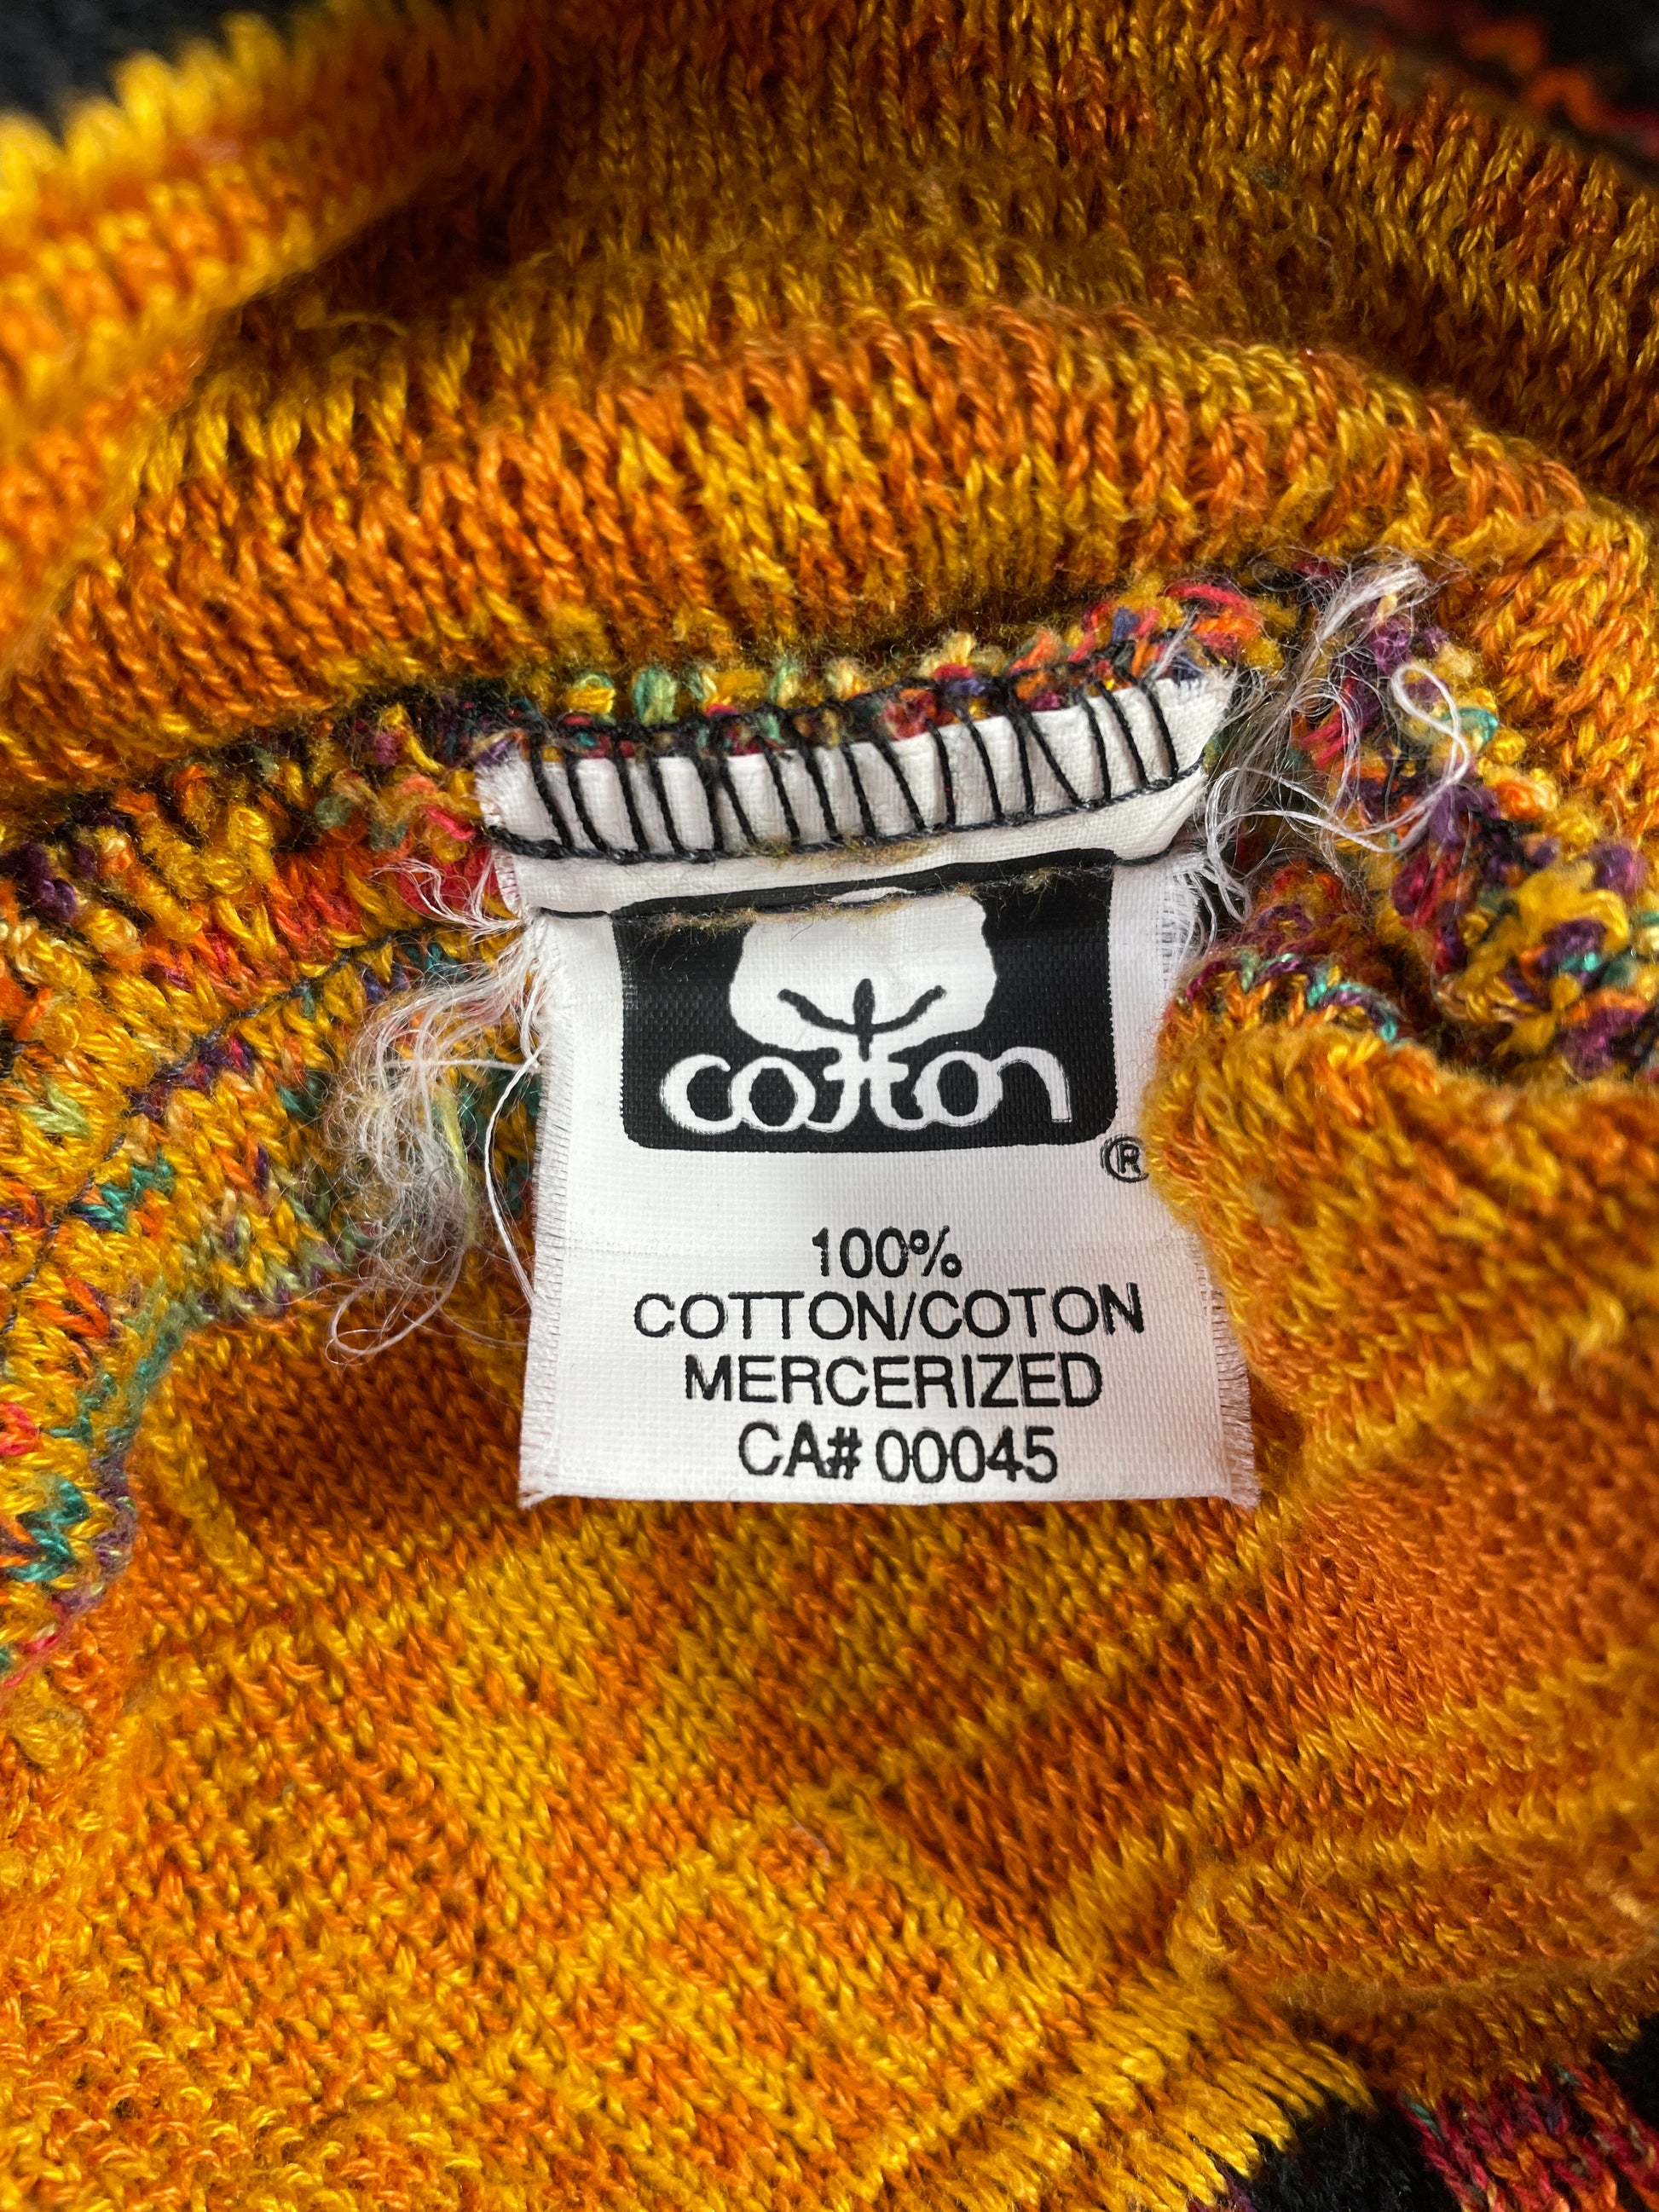 cotton
®
100%
COTTON/COTON
MERCERIZED
CA# 00045